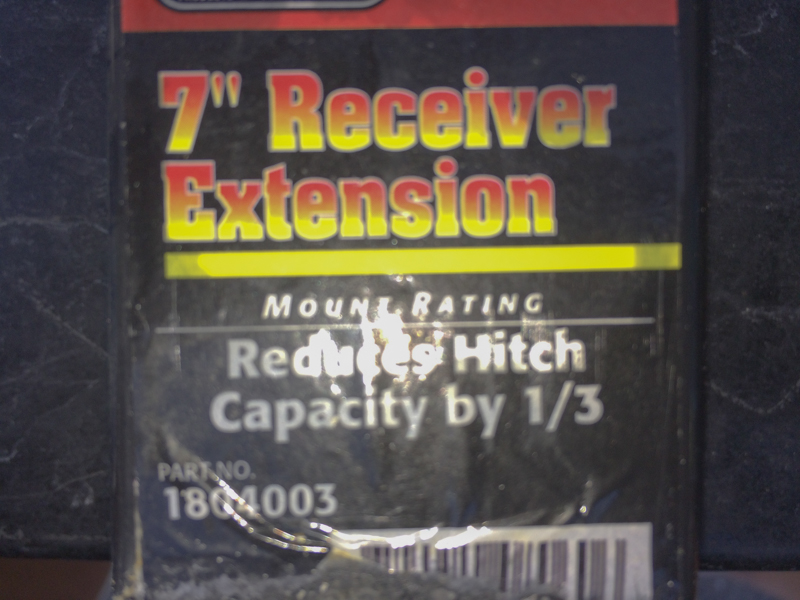 7" Receiver
Extension
MOUNT RATING
Reduces Hitch
Capacity by 1/3
PART NO.
1804003